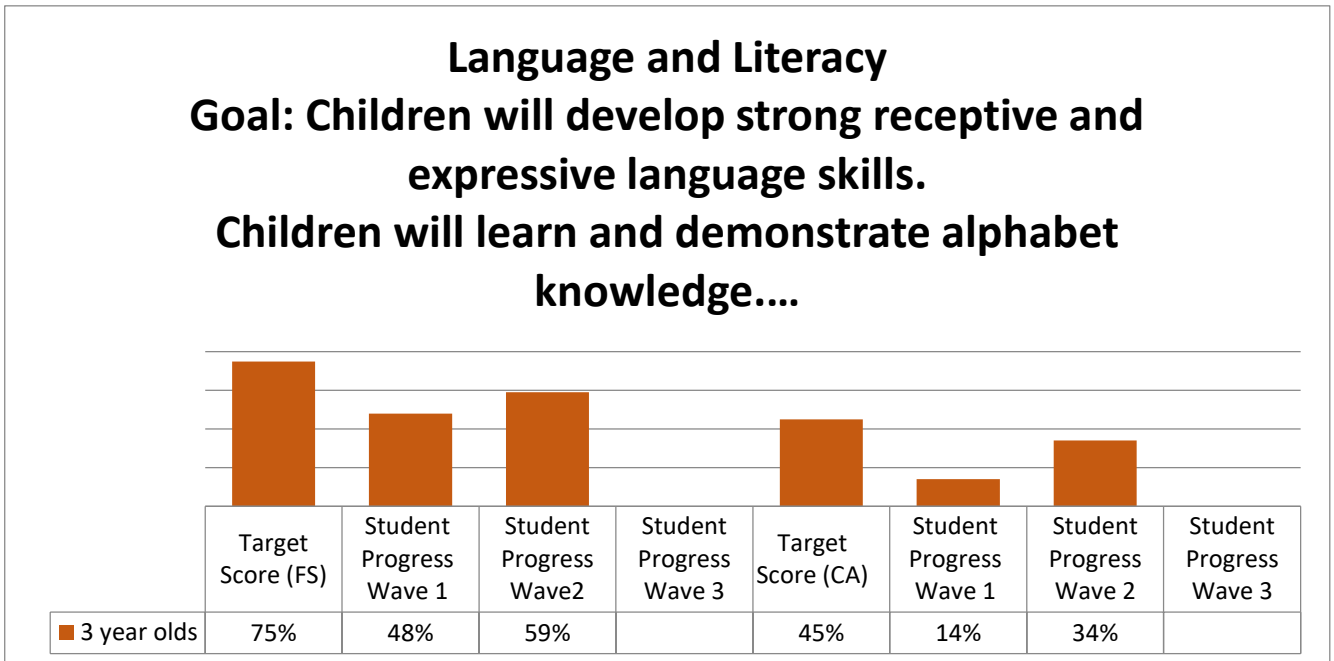 Language and Literacy
Goal: Children will develop strong receptive and
expressive language skills.
Children will learn and demonstrate alphabet
knowledge....
Target Score (FS)
Student Progress Wave 1
Student Progress Wave2
Student Progress Wave 3
Target Score (CA)
Student Progress Wave 1
Student Progress Wave 2
Student Progress Wave 3
3 year olds 75% 48% 59% 45% 14% 34%